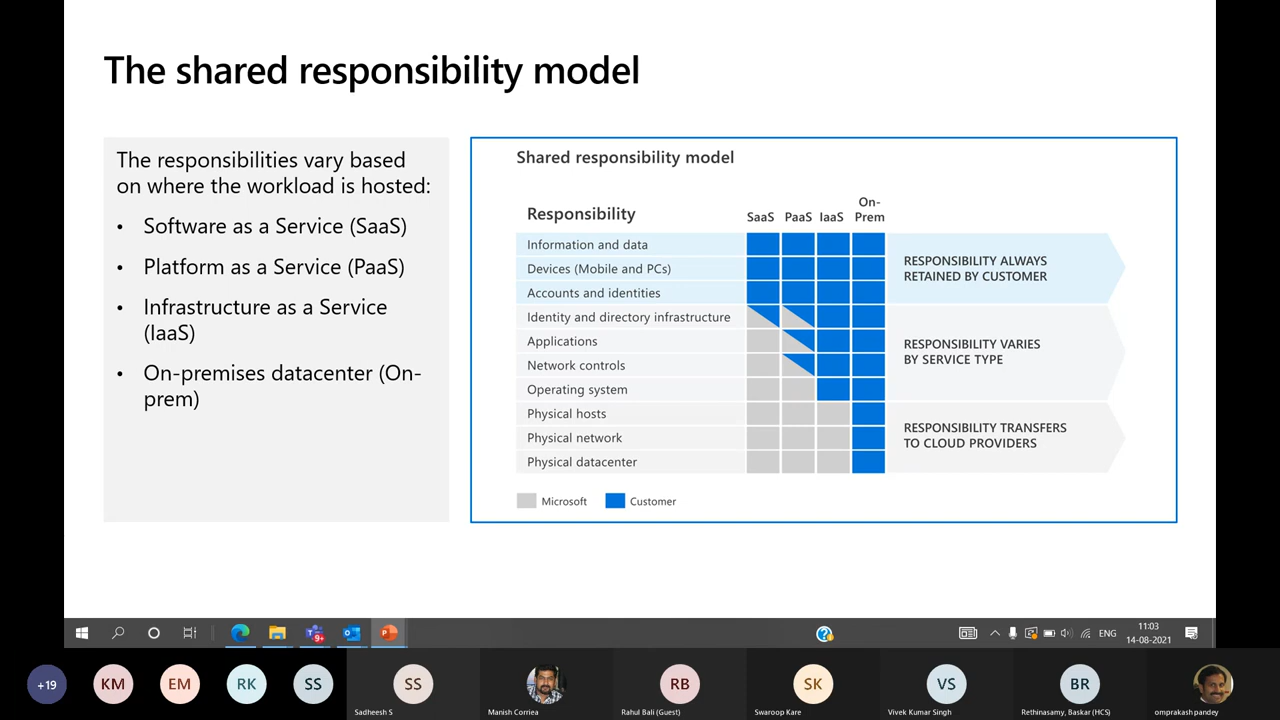 The shared responsibility model
The responsibilities vary based
on where the workload is hosted:
• Software as a Service (SaaS)
• Platform as a Service (PaaS)
• Infrastructure as a Service
(IaaS)
• On-premises datacenter (On-
prem)
Shared responsibility model
Responsibility SaaS PaaS IaaS On-
Prem
Information and data
Devices (Mobile and PCs)
Accounts and identities
RESPONSIBILITY ALWAYS
RETAINED BY CUSTOMER
Identity and directory infrastructure
Applications
Network controls
Operating system
RESPONSIBILITY VARIES
BY SERVICE TYPE
Physical hosts
Physical network
Physical datacenter
RESPONSIBILITY TRANSFERS
TO CLOUD PROVIDERS
Microsoft Customer
9+
ENG
11:03
14-08-2021
+19 KM EM RK SS SS RB SK VS BR
Sadheesh S Manish Corriea Rahul Bali (Guest) Swaroop Kare Vivek Kumar Singh Rethinasamy, Baskar (HCS) omprakash pandey